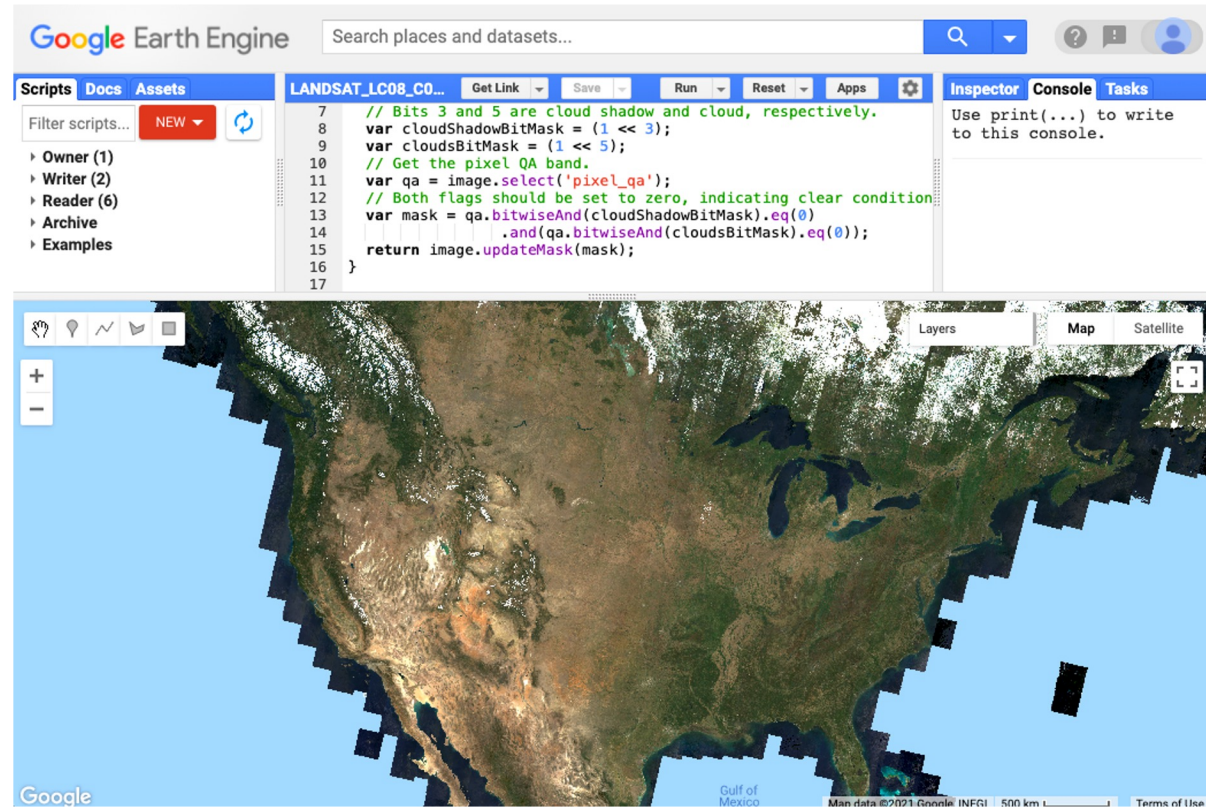 Google Earth Engine
Search places and datasets...
Scripts Docs Assets
Filter scripts... NEW
Owner (1)
Writer (2)
Reader (6)
Archive
Examples
LANDSAT_LC08_C0... Get Link Save Run Reset Apps
7 // Bits 3 and 5 are cloud shadow and cloud, respectively.
8 var cloudShadowBitMask = (1 << 3);
9 var cloudsBitMask = (1 << 5);
10 // Get the pixel QA band.
11 var qa = image.select('pixel_qa');
12 // Both flags should be set to zero, indicating clear condition
13 var mask = qa.bitwiseAnd(cloudShadowBitMask).eq(0)
14 .and(qa.bitwiseAnd(cloudsBitMask).eq(0));
15 return image.updateMask(mask);
16 }
17
Inspector Console Tasks
Use print(...) to write
to this console.
Layers
Map Satellite
+
−
Gulf of
Mexico
Google
Map data ©2021 Google, INEGI 500 km Terms of Use